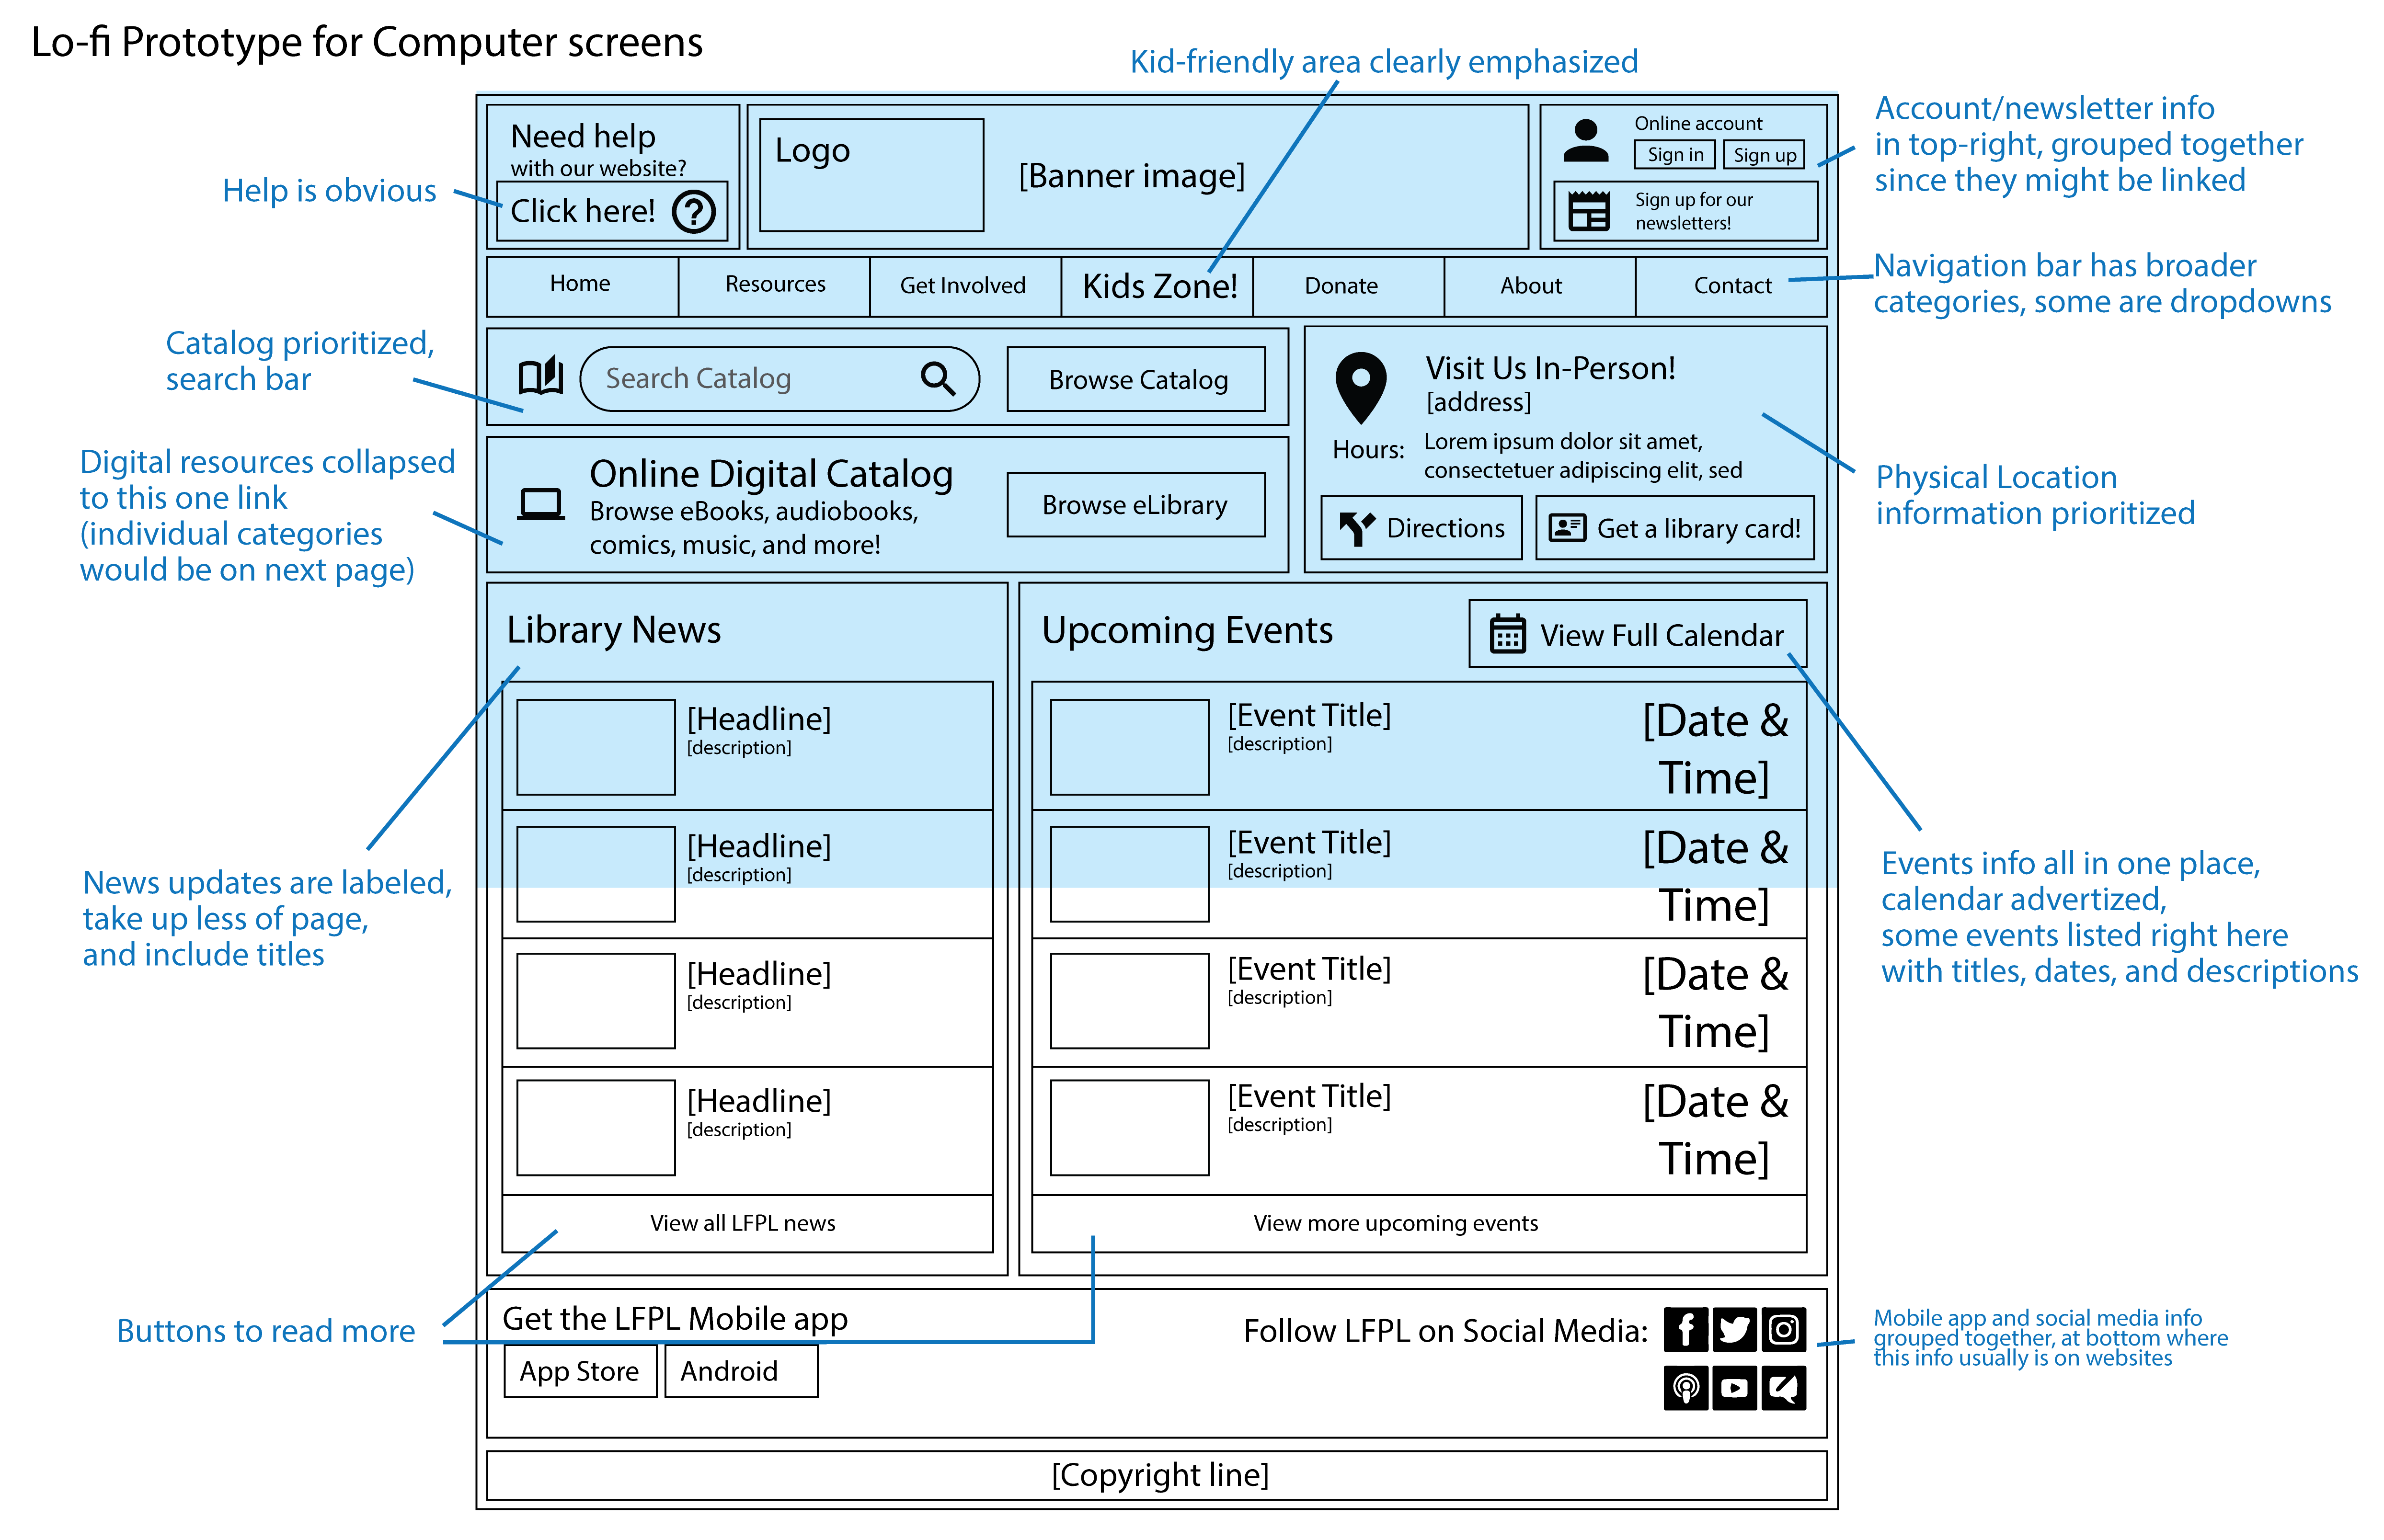 Lo-fi Prototype for Computer screens
Kid-friendly area clearly emphasized
Need help
with our website?
Click here!
Help is obvious
Logo
[Banner image]
Online account
Sign in
Sign up
Sign up for our
newsletters!
Account/newsletter info
in top-right, grouped together
since they might be linked
Home
Resources
Get Involved
Kids Zone!
Donate
About
Contact
Navigation bar has broader
categories, some are dropdowns
Catalog prioritized,
search bar
Search Catalog
Browse Catalog
Visit Us In-Person!
[address]
Hours:
Lorem ipsum dolor sit amet,
consectetuer adipiscing elit, sed
Directions
Get a library card!
Physical Location
information prioritized
Digital resources collapsed
to this one link
(individual categories
would be on next page)
Online Digital Catalog
Browse eBooks, audiobooks,
comics, music, and more!
Browse eLibrary
Library News
[Headline]
[description]
[Headline]
[description]
[Headline]
[description]
[Headline]
[description]
View all LFPL news
News updates are labeled,
take up less of page,
and include titles
Upcoming Events
View Full Calendar
[Event Title]
[description]
[Date &
Time]
[Event Title]
[description]
[Date &
Time]
[Event Title]
[description]
[Date &
Time]
[Event Title]
[description]
[Date &
Time]
View more upcoming events
Events info all in one place,
calendar advertized,
some events listed right here
with titles, dates, and descriptions
Buttons to read more
Get the LFPL Mobile app
App Store
Android
Follow LFPL on Social Media:
Mobile app and social media info
grouped together, at bottom where
this info usually is on websites
[Copyright line]